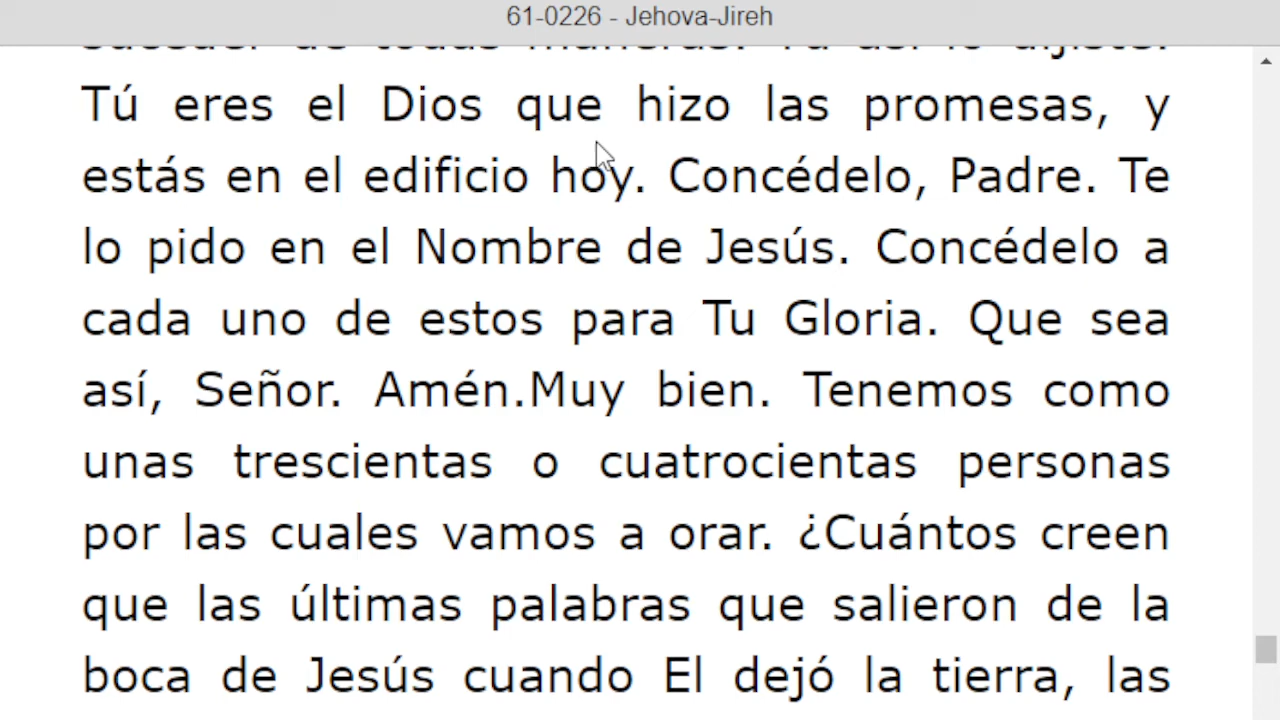 61-0226 - Jehova-Jireh
Tú eres el Dios que hizo las promesas, y
estás en el edificio hoy. Concédelo, Padre. Te
lo pido en el Nombre de Jesús. Concédelo a
cada uno de estos para Tu Gloria. Que sea
así, Señor. Amén.Muy bien. Tenemos como
unas trescientas o cuatrocientas personas
por las cuales vamos a orar. ¿Cuántos creen
que las últimas palabras que salieron de la
boca de Jesús cuando El dejó la tierra, las